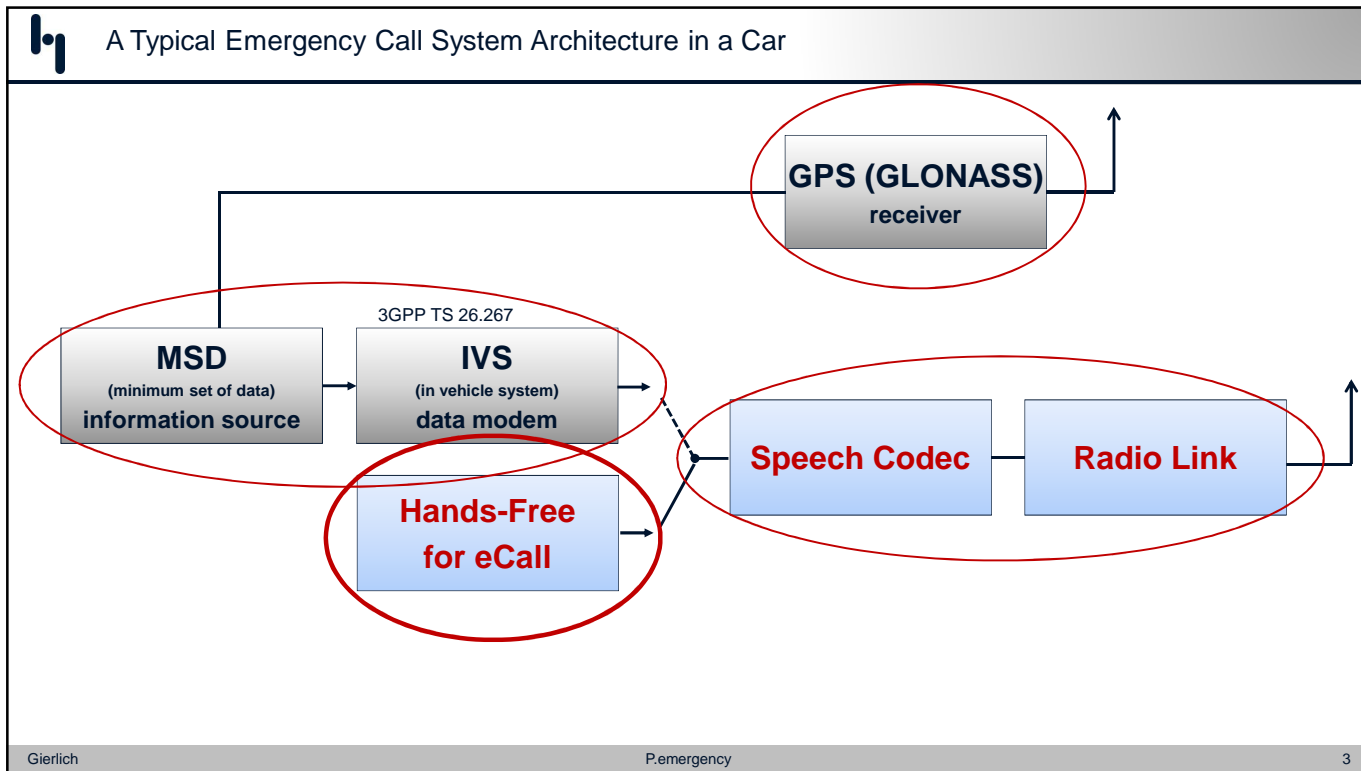 A Typical Emergency Call System Architecture in a Car
GPS (GLONASS)
receiver
3GPP TS 26.267
MSD
(minimum set of data)
information source
IVS
(in vehicle system)
data modem
Speech Codec
Radio Link
Hands-Free
for eCall
Gierlich
P.emergency
3